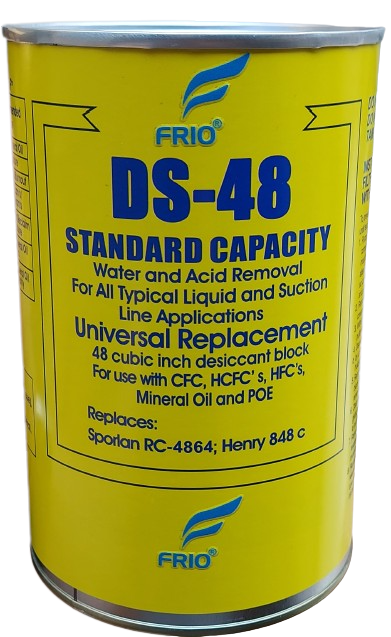 FRIO®
DS-48
STANDARD CAPACITY
Water and Acid Removal
For All Typical Liquid and Suction
Line Applications
Universal Replacement
48 cubic inch desiccant block
For use with CFC, HCFC' s, HFC's,
Mineral Oil and POE
Replaces:
Sporlan RC-4864; Henry 848 c
FRIO®